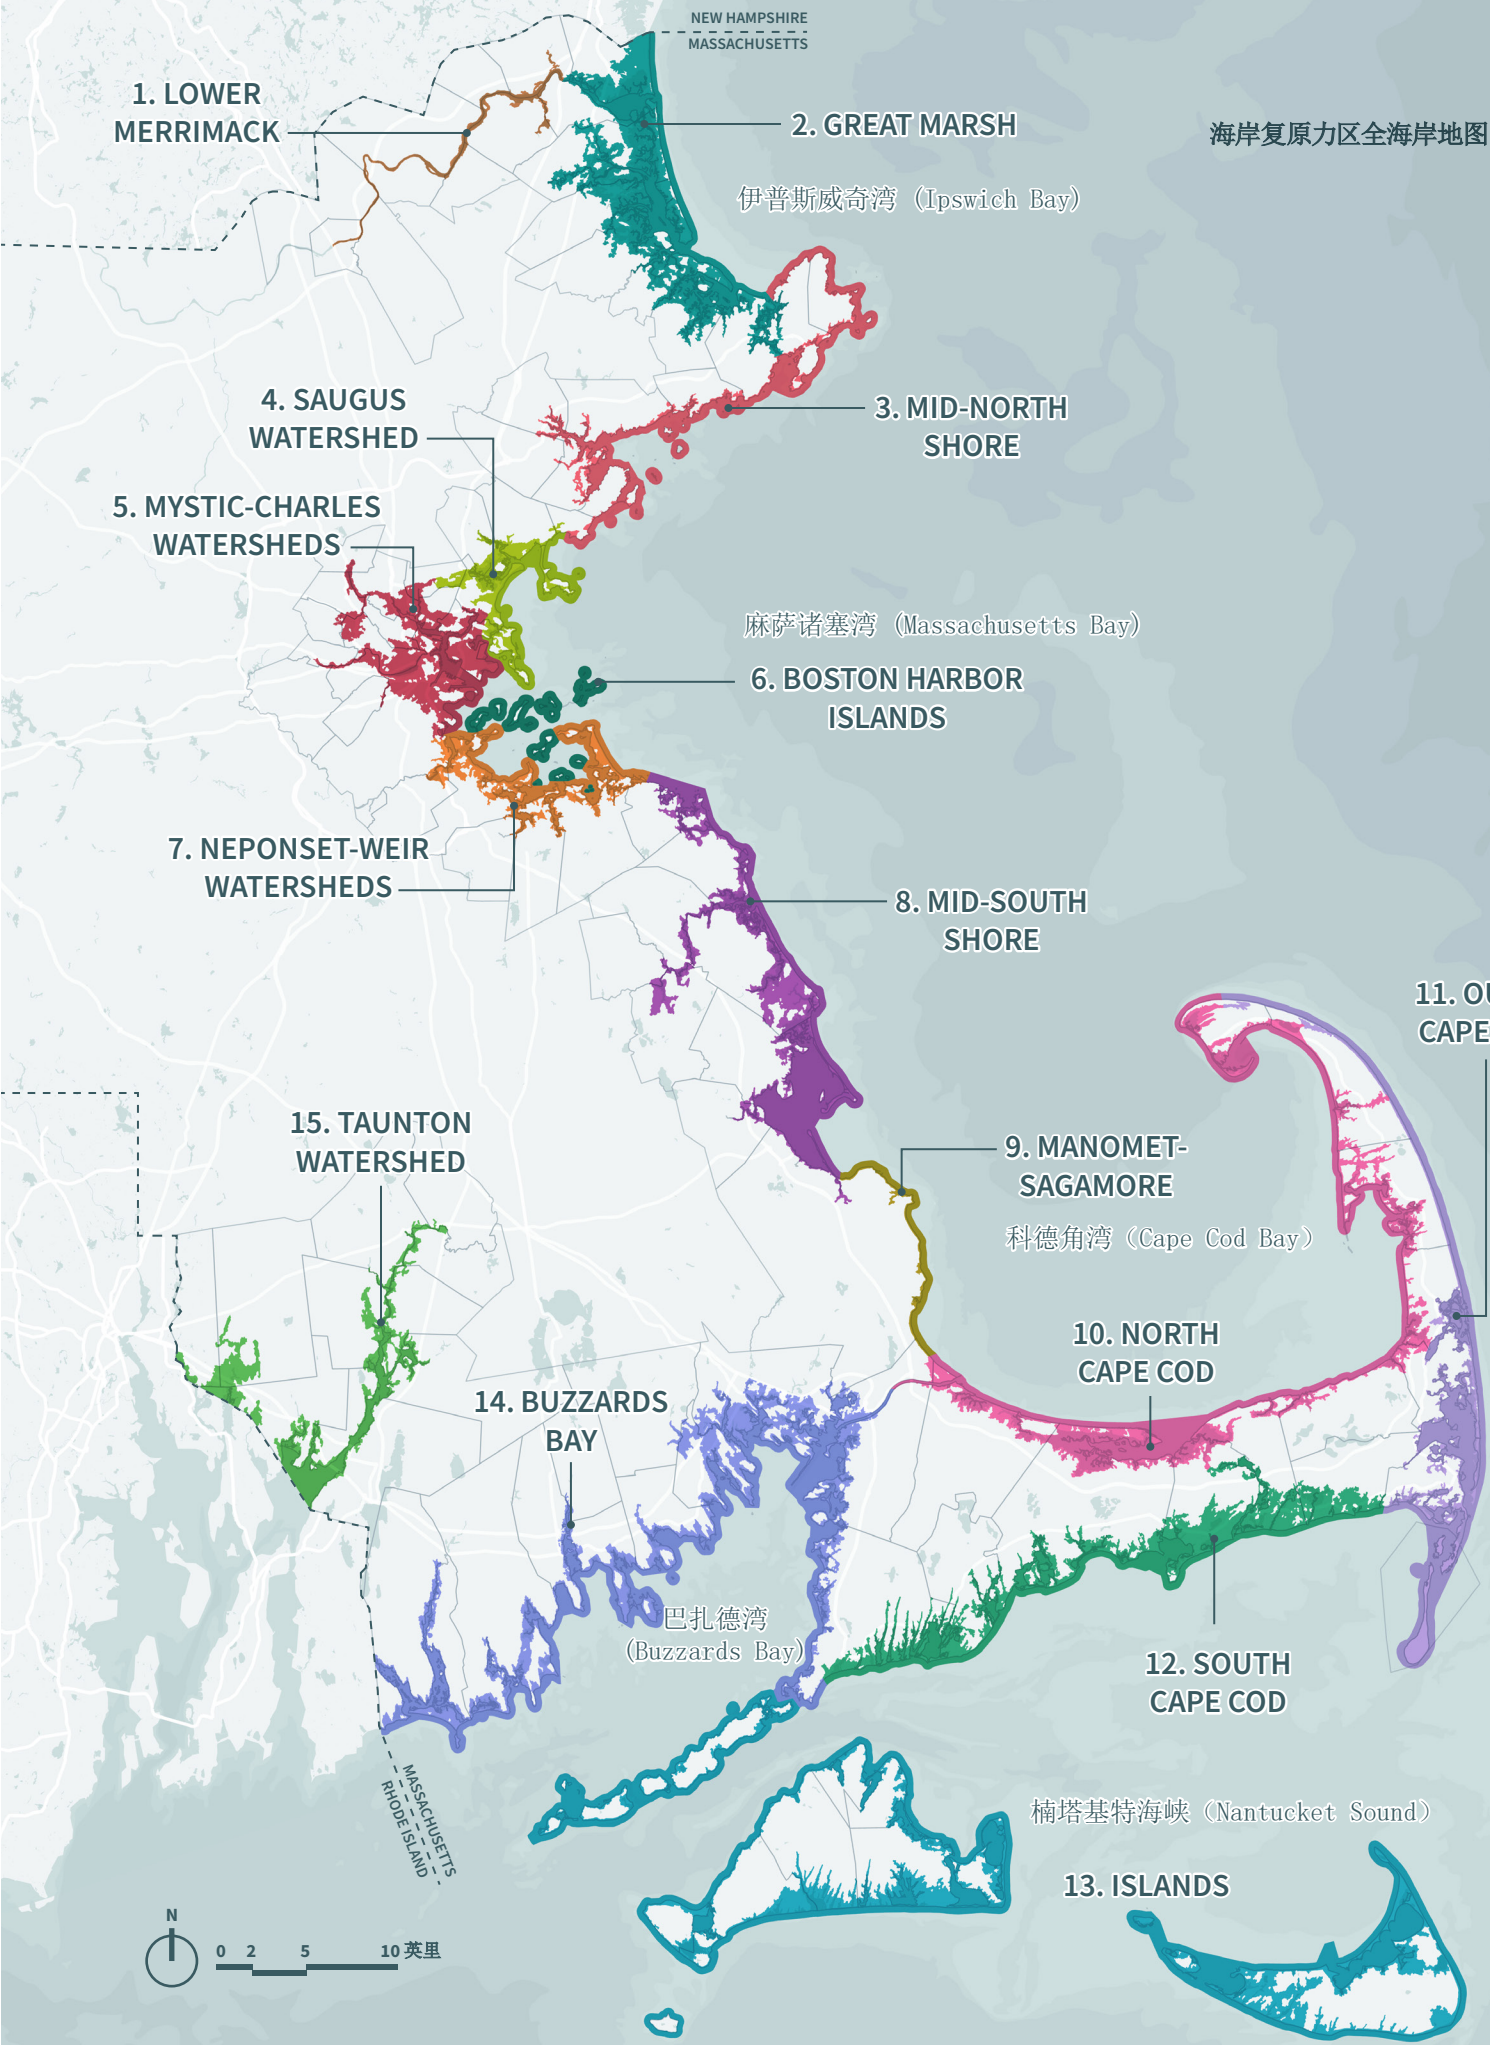 NEW HAMPSHIRE
MASSACHUSETTS
1. LOWER
MERRIMACK
2. GREAT MARSH
海岸复原力区全海岸地图
伊普斯威奇湾 (Ipswich Bay)
4. SAUGUS
WATERSHED
3. MID-NORTH
SHORE
5. MYSTIC-CHARLES
WATERSHEDS
麻萨诸塞湾 (Massachusetts Bay)
6. BOSTON HARBOR
ISLANDS
7. NEPONSET-WEIR
WATERSHEDS
8. MID-SOUTH
SHORE
11. OU
CAPE
15. TAUNTON
WATERSHED
9. MANOMET-
SAGAMORE
科德角湾（Cape Cod Bay）
10. NORTH
CAPE COD
14. BUZZARDS
BAY
巴扎德湾
(Buzzards Bay)
12. SOUTH
CAPE COD
MASSACHUSETTS
RHODE ISLAND
楠塔基特海峡（Nantucket Sound）
13. ISLANDS
N
0 2 5 10 英里